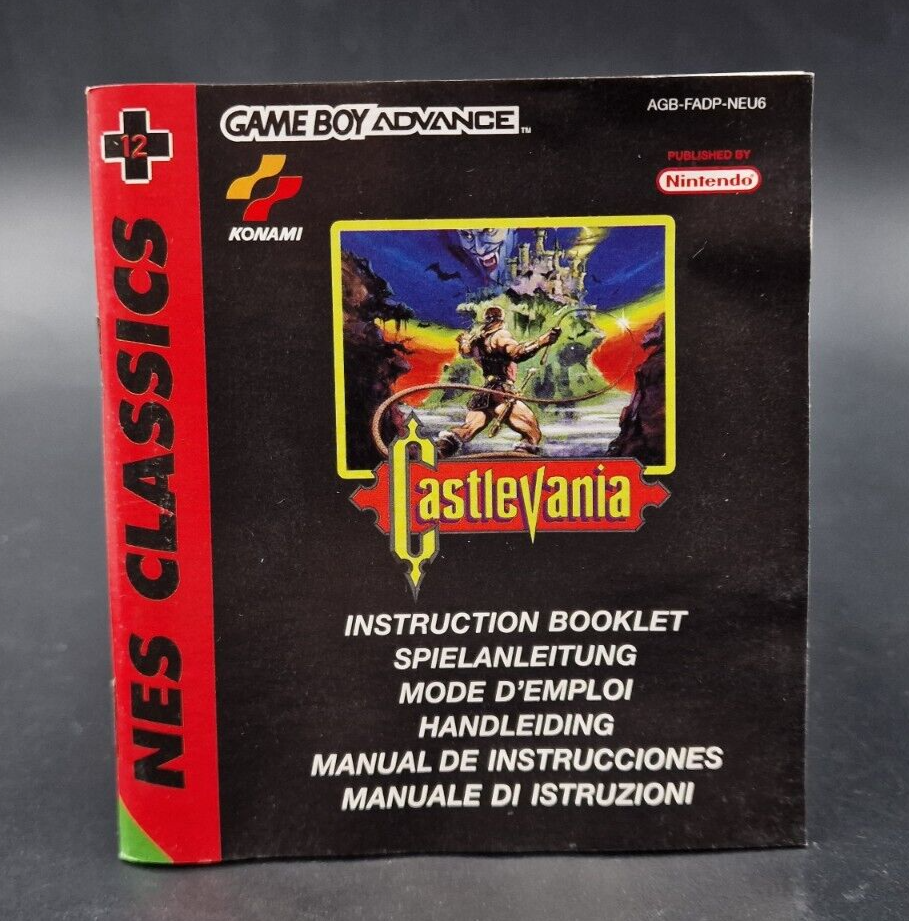 12
NES CLASSICS
GAME BOY ADVANCE™
AGB-FADP-NEU6
PUBLISHED BY
Nintendo®
KONAMI
Castlevania
INSTRUCTION BOOKLET
SPIELANLEITUNG
MODE D'EMPLOI
HANDLEIDING
MANUAL DE INSTRUCCIONES
MANUALE DI ISTRUZIONI